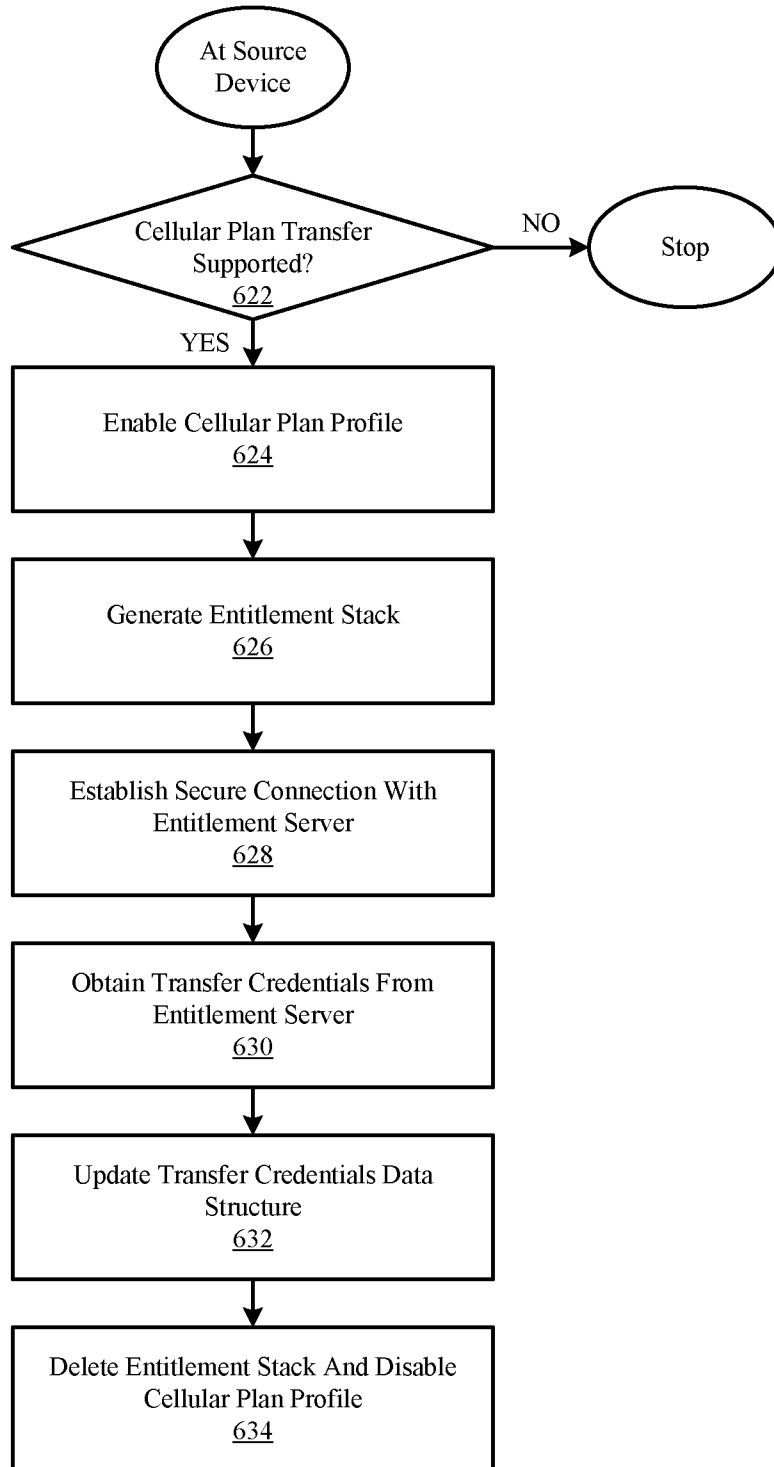 At Source
Device
Cellular Plan Transfer
Supported?
622
NO
Stop
YES
Enable Cellular Plan Profile
624
Generate Entitlement Stack
626
Establish Secure Connection With
Entitlement Server
628
Obtain Transfer Credentials From
Entitlement Server
630
Update Transfer Credentials Data
Structure
632
Delete Entitlement Stack And Disable
Cellular Plan Profile
634